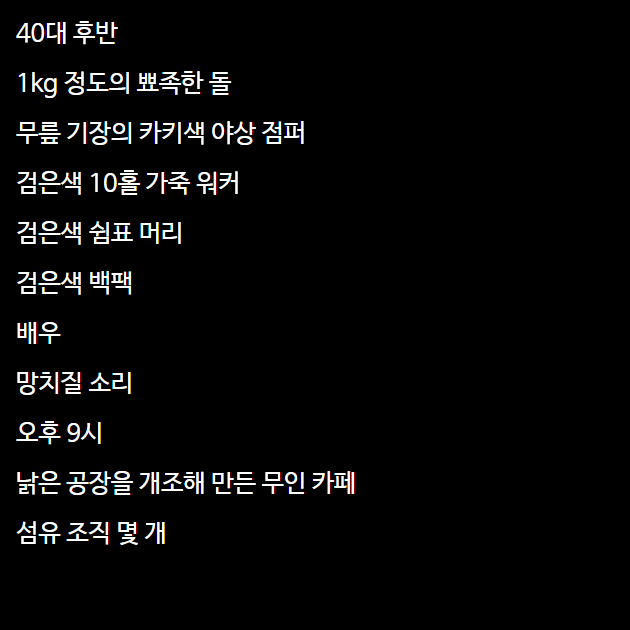 40대 후반
1kg 정도의 뾰족한 돌
무릎 기장의 카키색 야상 점퍼
검은색 10홀 가죽 워커
검은색 쉼표 머리
검은색 백팩
배우
망치질 소리
오후 9시
낡은 공장을 개조해 만든 무인 카페
섬유 조직 몇 개